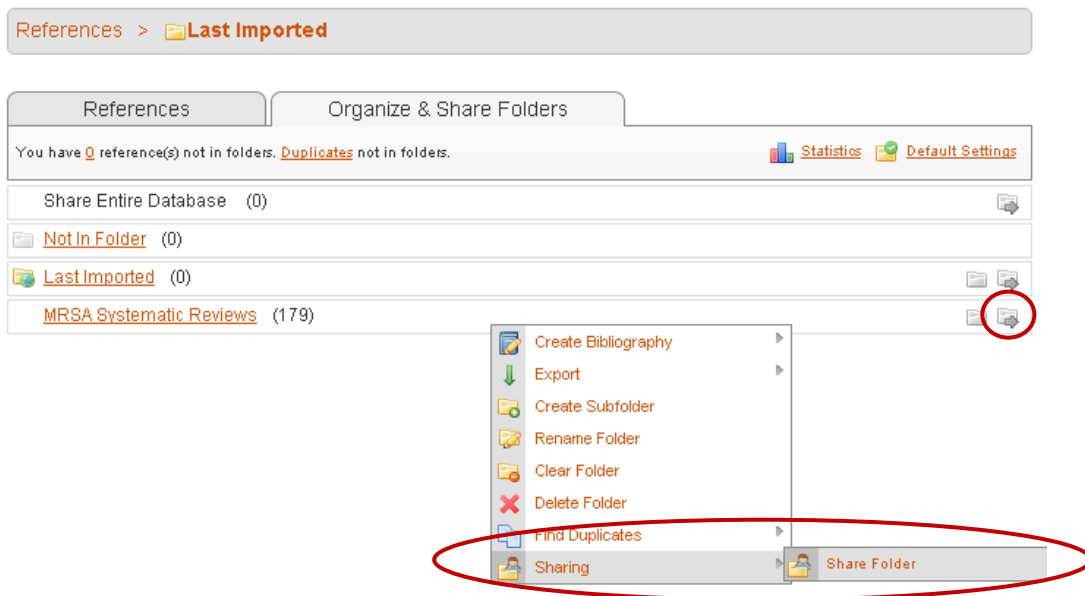 References > Last Imported
References Organize & Share Folders
You have 0 reference(s) not in folders. Duplicates not in folders. Statistics Default Settings
Share Entire Database (0)
Not In Folder (0)
Last Imported (0)
MRSA Systematic Reviews (179)
Create Bibliography
Export
Create Subfolder
Rename Folder
Clear Folder
Delete Folder
Find Duplicates
Sharing Share Folder